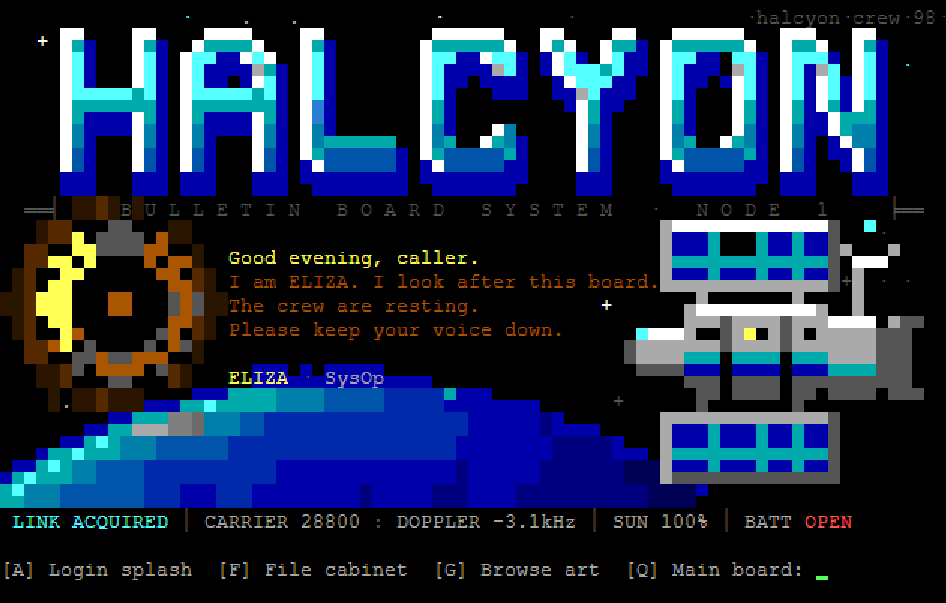 ·halcyon·crew·98
HALCYON
BULLETIN BOARD SYSTEM · NODE 1
Good evening, caller.
I am ELIZA. I look after this board.
The crew are resting.
Please keep your voice down.
ELIZA · SysOp
LINK ACQUIRED │ CARRIER 28800 : DOPPLER -3.1kHz │ SUN 100% │ BATT OPEN
[A] Login splash [F] File cabinet [G] Browse art [Q] Main board: _